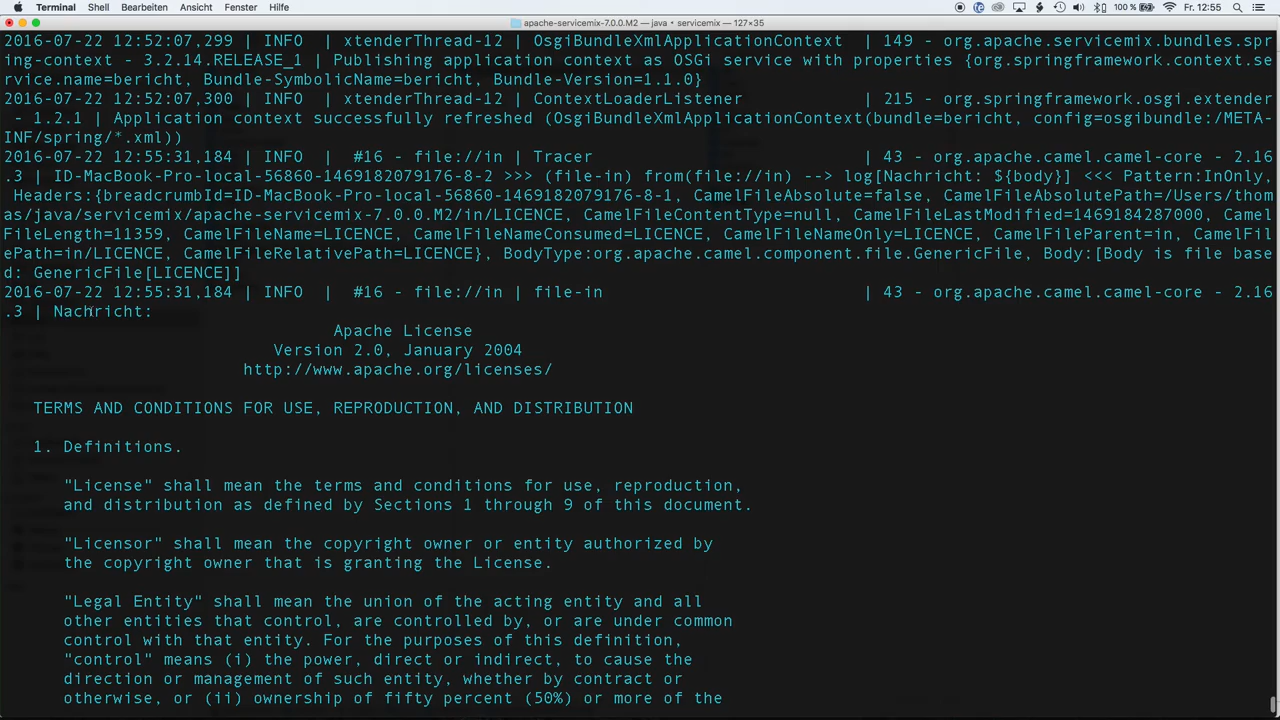 Terminal Shell Bearbeiten Ansicht Fenster Hilfe 100 % Fr. 12:55
apache-servicemix-7.0.0.M2 — java • servicemix — 127×35
2016-07-22 12:52:07,299 | INFO  | xtenderThread-12 | OsgiBundleXmlApplicationContext  | 149 - org.apache.servicemix.bundles.spr
ing-context - 3.2.14.RELEASE_1 | Publishing application context as OSGi service with properties {org.springframework.context.se
rvice.name=bericht, Bundle-SymbolicName=bericht, Bundle-Version=1.1.0}
2016-07-22 12:52:07,300 | INFO  | xtenderThread-12 | ContextLoaderListener            | 215 - org.springframework.osgi.extender
 - 1.2.1 | Application context successfully refreshed (OsgiBundleXmlApplicationContext(bundle=bericht, config=osgibundle:/META-
INF/spring/*.xml))
2016-07-22 12:55:31,184 | INFO  |  #16 - file://in | Tracer                           | 43 - org.apache.camel.camel-core - 2.16
.3 | ID-MacBook-Pro-local-56860-1469182079176-8-2 >>> (file-in) from(file://in) --> log[Nachricht: ${body}] <<< Pattern:InOnly,
 Headers:{breadcrumbId=ID-MacBook-Pro-local-56860-1469182079176-8-1, CamelFileAbsolute=false, CamelFileAbsolutePath=/Users/thom
as/java/servicemix/apache-servicemix-7.0.0.M2/in/LICENCE, CamelFileContentType=null, CamelFileLastModified=1469184287000, Camel
FileLength=11359, CamelFileName=LICENCE, CamelFileNameConsumed=LICENCE, CamelFileNameOnly=LICENCE, CamelFileParent=in, CamelFil
ePath=in/LICENCE, CamelFileRelativePath=LICENCE}, BodyType:org.apache.camel.component.file.GenericFile, Body:[Body is file base
d: GenericFile[LICENCE]]
2016-07-22 12:55:31,184 | INFO  |  #16 - file://in | file-in                          | 43 - org.apache.camel.camel-core - 2.16
.3 | Nachricht:
Apache License
Version 2.0, January 2004
http://www.apache.org/licenses/
TERMS AND CONDITIONS FOR USE, REPRODUCTION, AND DISTRIBUTION
1. Definitions.
"License" shall mean the terms and conditions for use, reproduction,
and distribution as defined by Sections 1 through 9 of this document.
"Licensor" shall mean the copyright owner or entity authorized by
the copyright owner that is granting the License.
"Legal Entity" shall mean the union of the acting entity and all
other entities that control, are controlled by, or are under common
control with that entity. For the purposes of this definition,
"control" means (i) the power, direct or indirect, to cause the
direction or management of such entity, whether by contract or
otherwise, or (ii) ownership of fifty percent (50%) or more of the